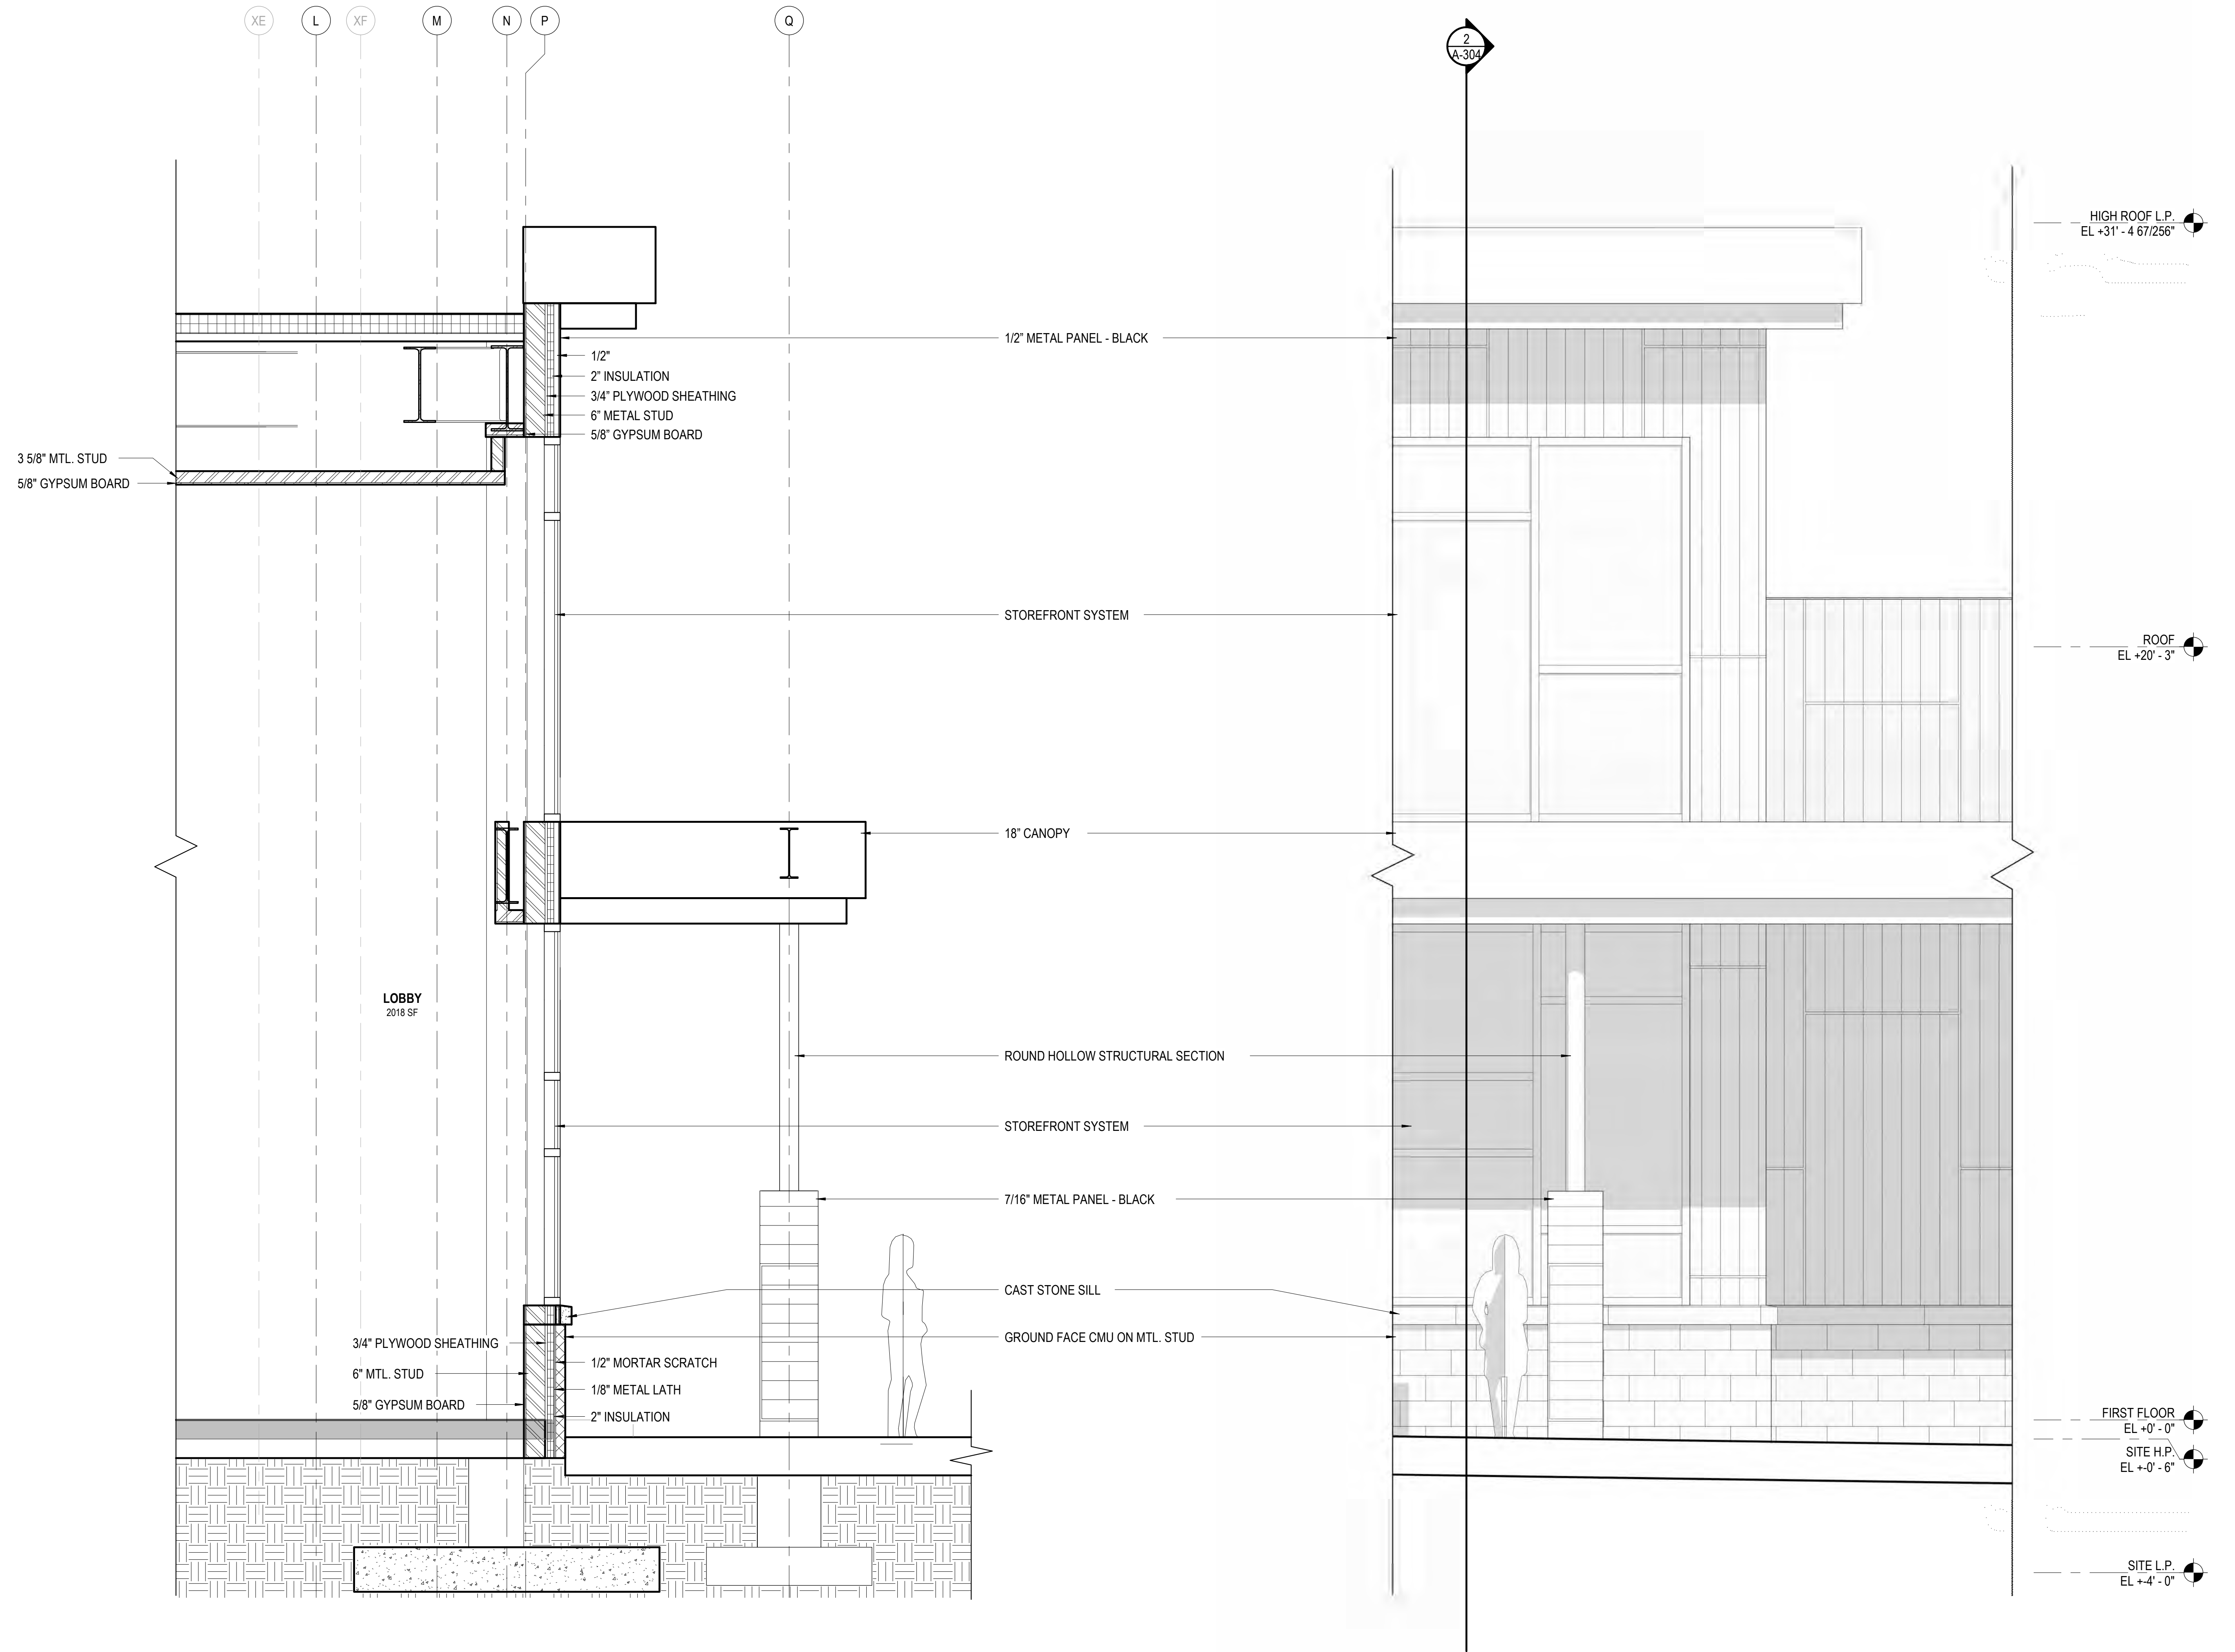 XE
L
XF
M
N
P
Q
2
A-304
HIGH ROOF L.P.
EL +31' - 4 67/256"
1/2” METAL PANEL - BLACK
1/2”
2” INSULATION
3/4” PLYWOOD SHEATHING
6” METAL STUD
5/8” GYPSUM BOARD
3 5/8" MTL. STUD
5/8" GYPSUM BOARD
STOREFRONT SYSTEM
ROOF
EL +20' - 3"
18” CANOPY
LOBBY
2018 SF
ROUND HOLLOW STRUCTURAL SECTION
STOREFRONT SYSTEM
7/16" METAL PANEL - BLACK
CAST STONE SILL
GROUND FACE CMU ON MTL. STUD
3/4" PLYWOOD SHEATHING
6" MTL. STUD
5/8" GYPSUM BOARD
1/2" MORTAR SCRATCH
1/8" METAL LATH
2" INSULATION
FIRST FLOOR
EL +0' - 0"
SITE H.P.
EL +-0' - 6"
SITE L.P.
EL +-4' - 0"